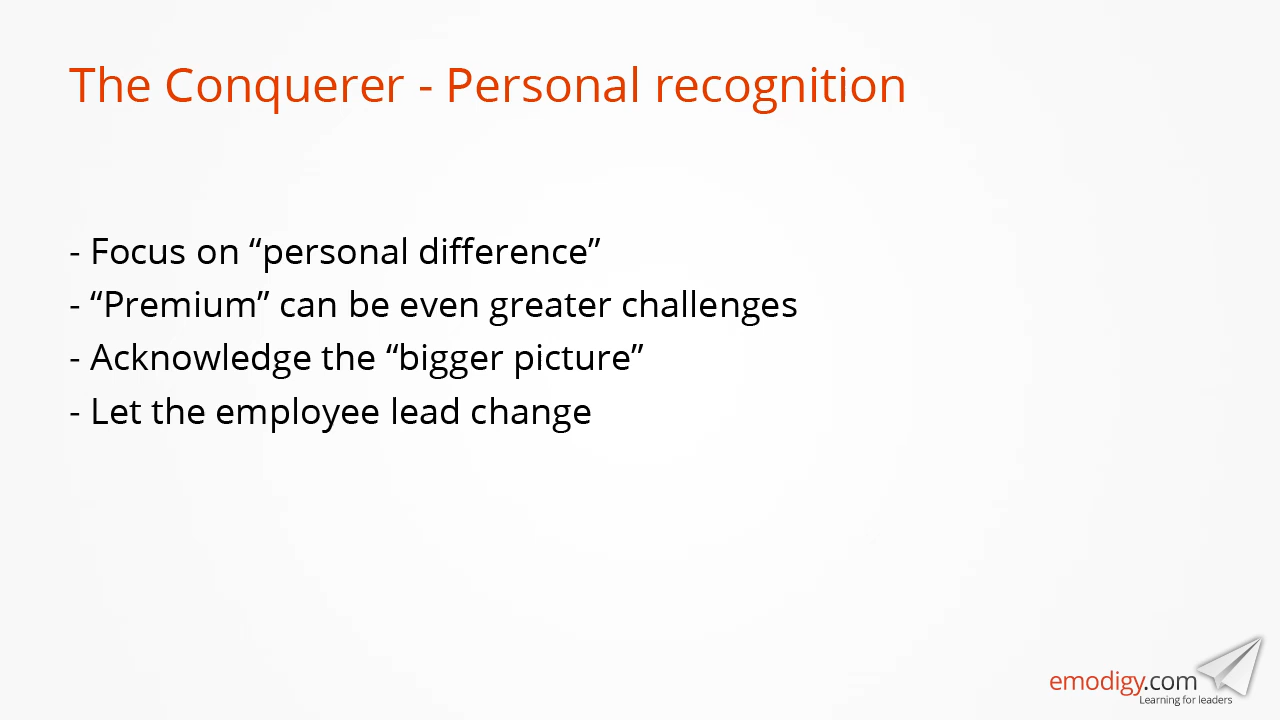 The Conquerer - Personal recognition
- Focus on “personal difference”
- “Premium” can be even greater challenges
- Acknowledge the “bigger picture”
- Let the employee lead change
emodigy.com
Learning for leaders